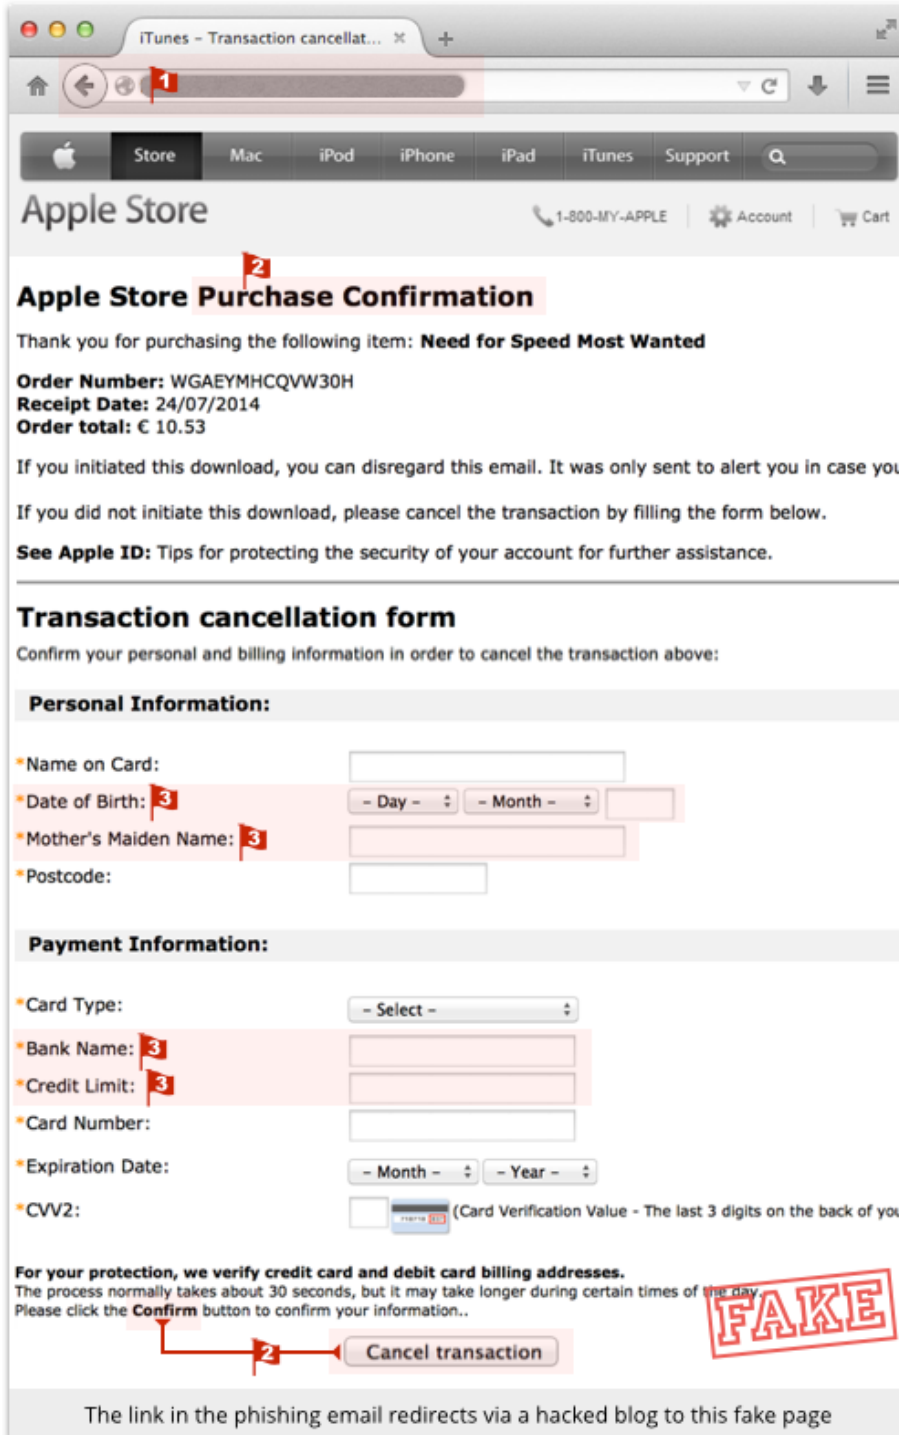 iTunes – Transaction cancellat...
1
Store Mac iPod iPhone iPad iTunes Support
Apple Store
1-800-MY-APPLE Account Cart
2
Apple Store Purchase Confirmation
Thank you for purchasing the following item: Need for Speed Most Wanted
Order Number: WGAEYMHCQVW30H
Receipt Date: 24/07/2014
Order total: € 10.53
If you initiated this download, you can disregard this email. It was only sent to alert you in case you
If you did not initiate this download, please cancel the transaction by filling the form below.
See Apple ID: Tips for protecting the security of your account for further assistance.
Transaction cancellation form
Confirm your personal and billing information in order to cancel the transaction above:
Personal Information:
*Name on Card:
*Date of Birth: 3 – Day – – Month –
*Mother's Maiden Name: 3
*Postcode:
Payment Information:
*Card Type: – Select –
*Bank Name: 3
*Credit Limit: 3
*Card Number:
*Expiration Date: – Month – – Year –
*CVV2: (Card Verification Value - The last 3 digits on the back of you
For your protection, we verify credit card and debit card billing addresses.
The process normally takes about 30 seconds, but it may take longer during certain times of the day.
Please click the Confirm button to confirm your information..
FAKE
2 Cancel transaction
The link in the phishing email redirects via a hacked blog to this fake page